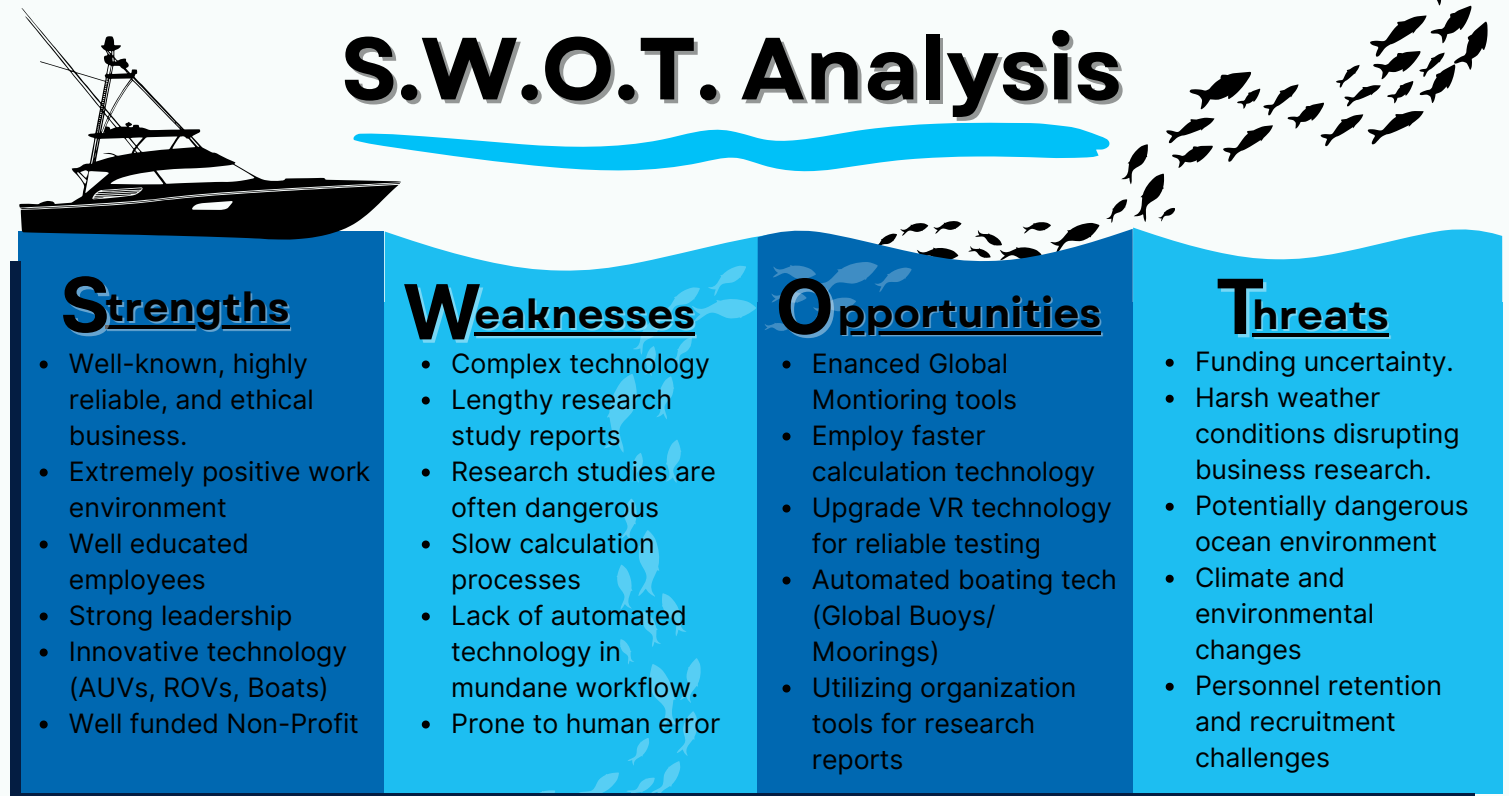 S.W.O.T. Analysis
Strengths
• Well-known, highly
reliable, and ethical
business.
• Extremely positive work
environment
• Well educated
employees
• Strong leadership
• Innovative technology
(AUVs, ROVs, Boats)
• Well funded Non-Profit
Weaknesses
• Complex technology
• Lengthy research
study reports
• Research studies are
often dangerous
• Slow calculation
processes
• Lack of automated
technology in
mundane workflow.
• Prone to human error
Opportunities
• Enanced Global
Montioring tools
• Employ faster
calculation technology
• Upgrade VR technology
for reliable testing
• Automated boating tech
(Global Buoys/
Moorings)
• Utilizing organization
tools for research
reports
Threats
• Funding uncertainty.
• Harsh weather
conditions disrupting
business research.
• Potentially dangerous
ocean environment
• Climate and
environmental
changes
• Personnel retention
and recruitment
challenges